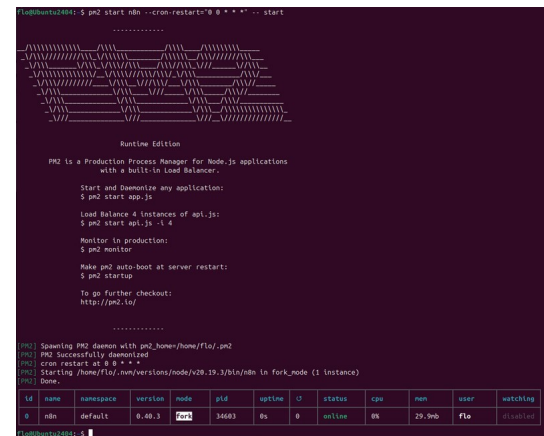 flo@Ubuntu2404:~$ pm2 start n8n --cron-restart="0 0 * * *" -- start
-------------
Runtime Edition
PM2 is a Production Process Manager for Node.js applications
with a built-in Load Balancer.
Start and Daemonize any application:
$ pm2 start app.js
Load Balance 4 instances of api.js:
$ pm2 start api.js -i 4
Monitor in production:
$ pm2 monitor
Make pm2 auto-boot at server restart:
$ pm2 startup
To go further checkout:
http://pm2.io/
-------------
[PM2] Spawning PM2 daemon with pm2_home=/home/flo/.pm2
[PM2] PM2 Successfully daemonized
[PM2] cron restart at 0 0 * * *
[PM2] Starting /home/flo/.nvm/versions/node/v20.19.3/bin/n8n in fork_mode (1 instance)
[PM2] Done.
id name namespace version mode pid uptime ↺ status cpu mem user watching
0 n8n default 0.40.3 fork 34603 0s 0 online 0% 29.9mb flo disabled
flo@Ubuntu2404:~$